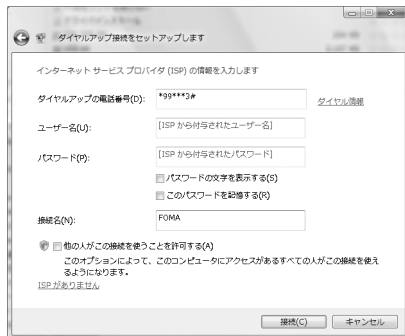 ダイヤルアップ接続をセットアップします
インターネット サービス プロバイダ (ISP) の情報を入力します
ダイヤルアップの電話番号(D):
*99***3#
ダイヤル情報
ユーザー名(U):
[ISP から付与されたユーザー名]
パスワード(P):
[ISP から付与されたパスワード]
パスワードの文字を表示する(S)
このパスワードを記憶する(R)
接続名(N):
FOMA
他の人がこの接続を使うことを許可する(A)
このオプションによって、このコンピュータにアクセスがあるすべての人がこの接続を使え
るようになります。
ISP がありません
接続(C)
キャンセル